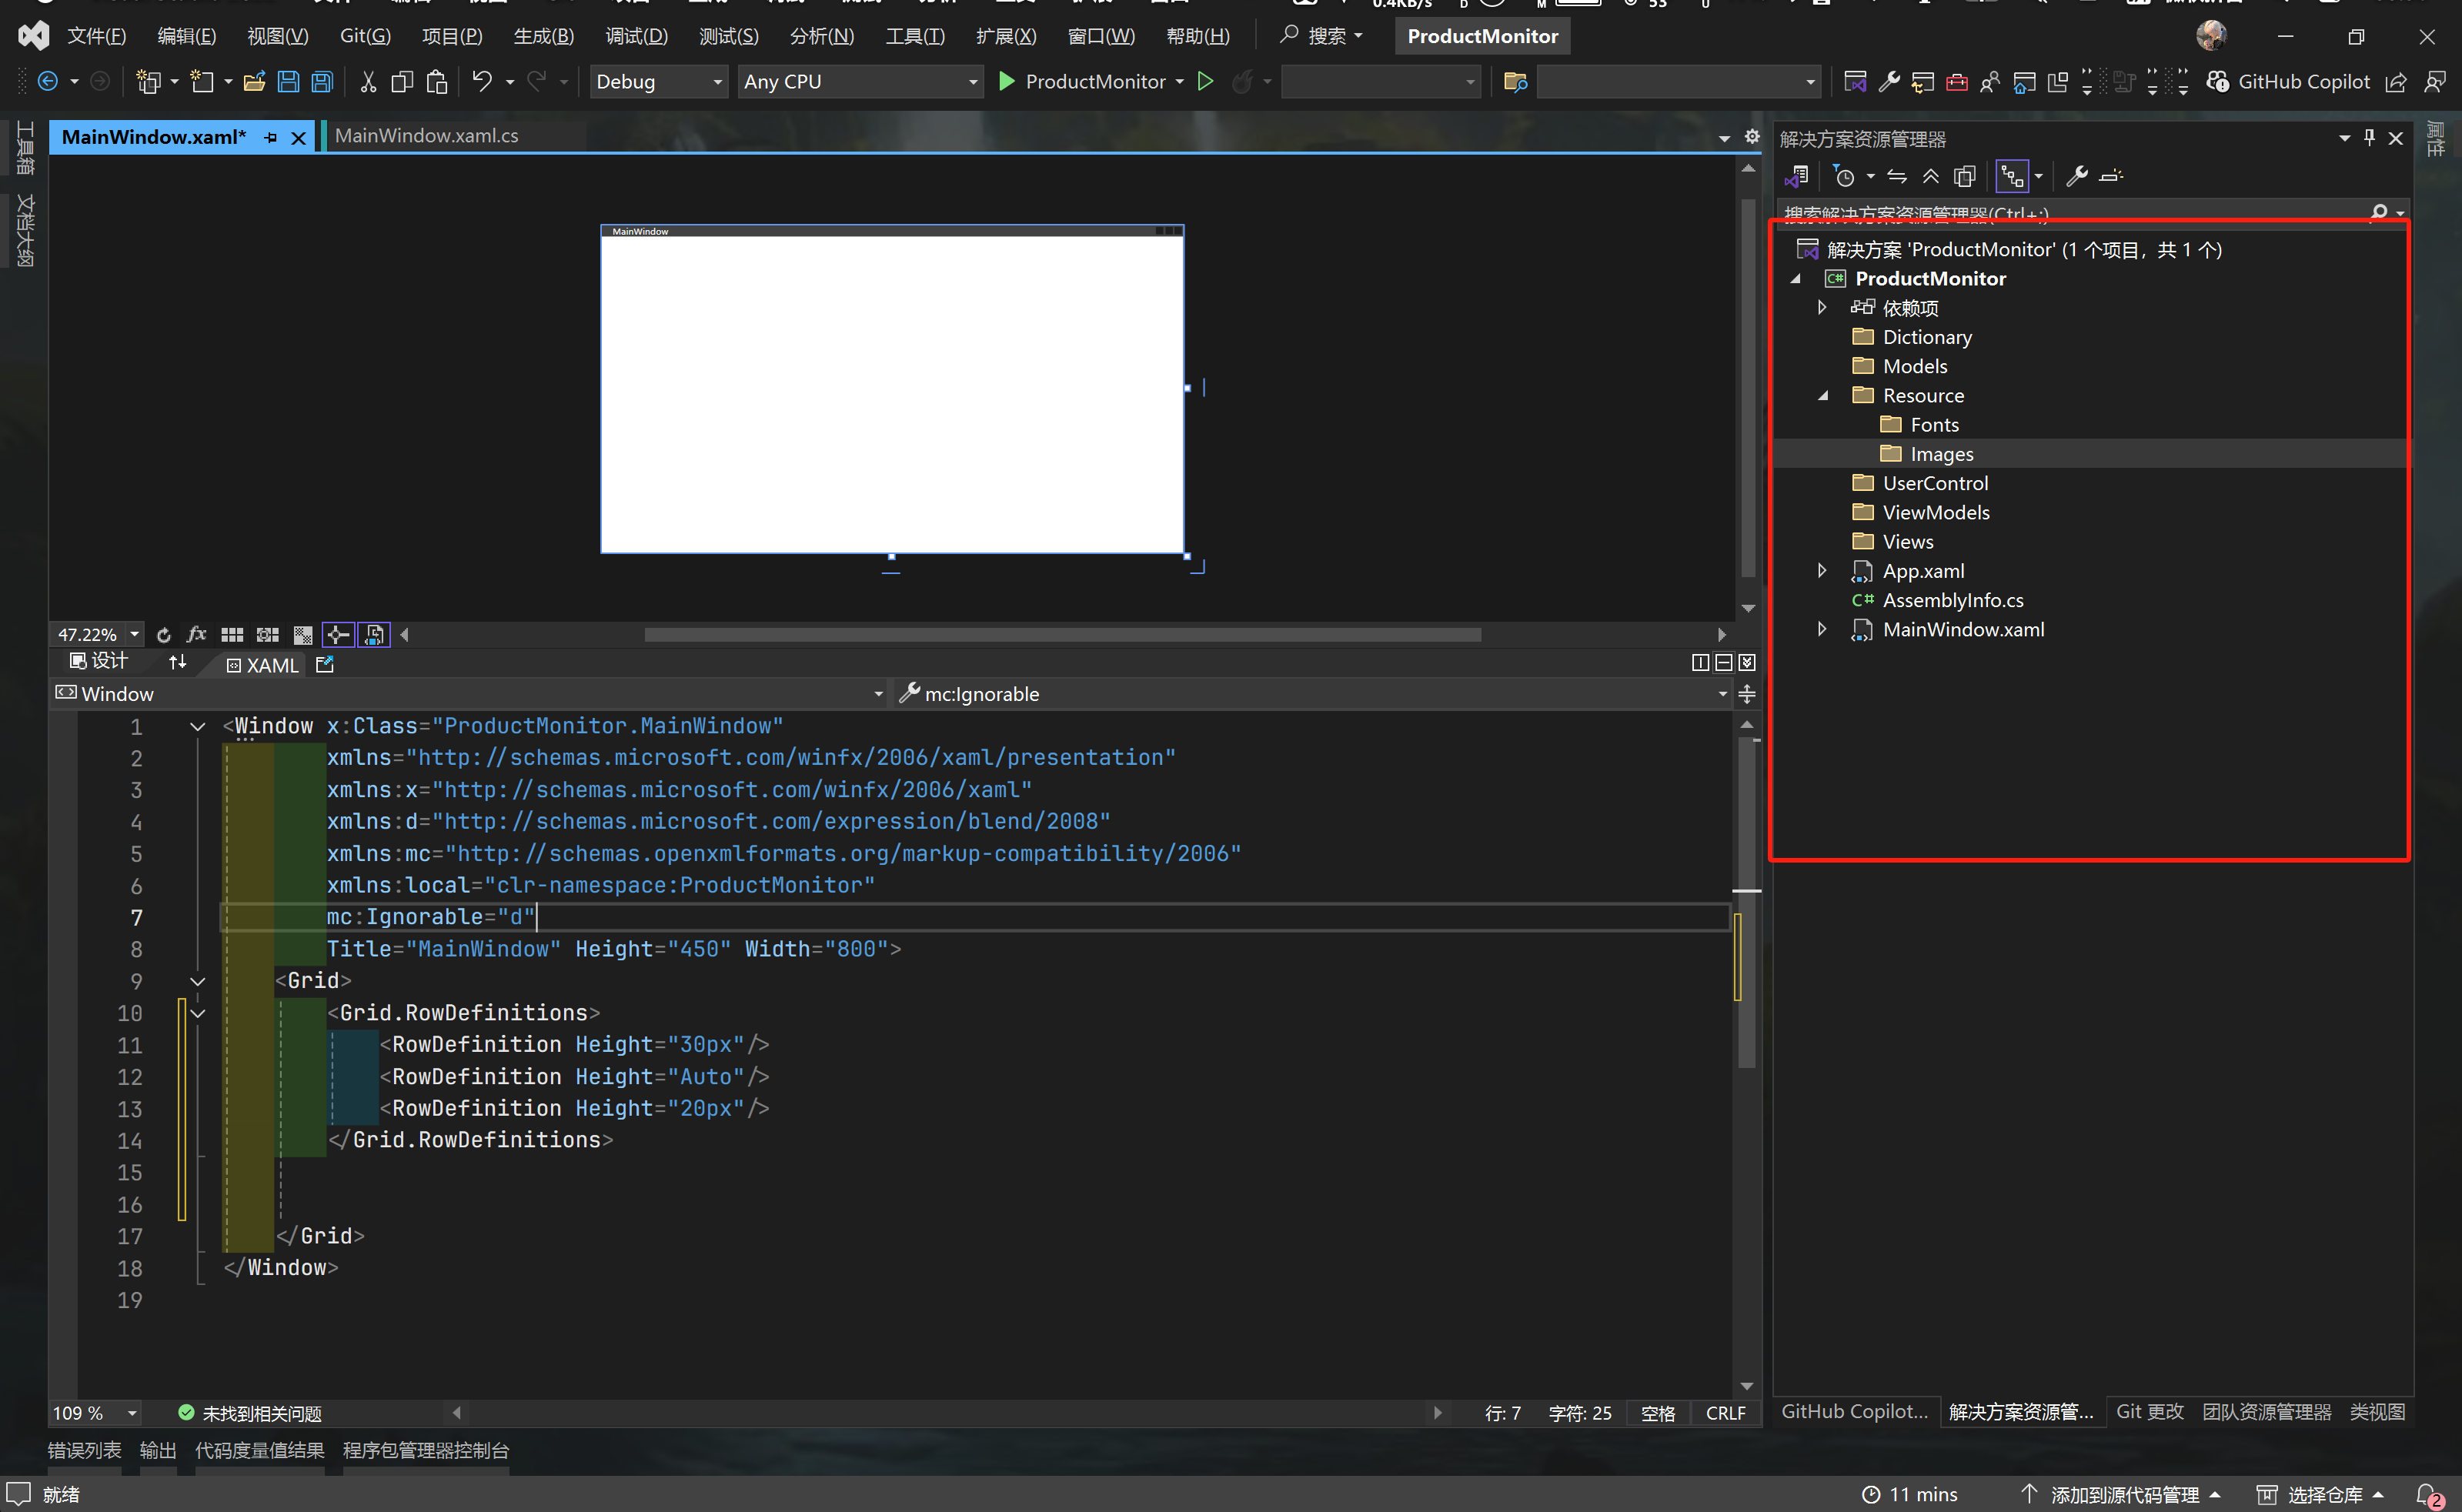 0.4KB/s
53
文件(F) 编辑(E) 视图(V) Git(G) 项目(P) 生成(B) 调试(D) 测试(S) 分析(N) 工具(T) 扩展(X) 窗口(W) 帮助(H) 搜索 ProductMonitor
Debug Any CPU ProductMonitor GitHub Copilot
工具箱
文档大纲
MainWindow.xaml* MainWindow.xaml.cs
MainWindow
47.22%
设计 XAML
Window mc:Ignorable
1 <Window x:Class="ProductMonitor.MainWindow"
2 xmlns="http://schemas.microsoft.com/winfx/2006/xaml/presentation"
3 xmlns:x="http://schemas.microsoft.com/winfx/2006/xaml"
4 xmlns:d="http://schemas.microsoft.com/expression/blend/2008"
5 xmlns:mc="http://schemas.openxmlformats.org/markup-compatibility/2006"
6 xmlns:local="clr-namespace:ProductMonitor"
7 mc:Ignorable="d"
8 Title="MainWindow" Height="450" Width="800">
9 <Grid>
10 <Grid.RowDefinitions>
11 <RowDefinition Height="30px"/>
12 <RowDefinition Height="Auto"/>
13 <RowDefinition Height="20px"/>
14 </Grid.RowDefinitions>
15
16
17 </Grid>
18 </Window>
19
109 % 未找到相关问题 行: 7 字符: 25 空格 CRLF
解决方案资源管理器
搜索解决方案资源管理器(Ctrl+;)
解决方案 'ProductMonitor' (1 个项目，共 1 个)
ProductMonitor
依赖项
Dictionary
Models
Resource
Fonts
Images
UserControl
ViewModels
Views
App.xaml
C# AssemblyInfo.cs
MainWindow.xaml
属性
GitHub Copilot... 解决方案资源管... Git 更改 团队资源管理器 类视图
错误列表 输出 代码度量值结果 程序包管理器控制台
就绪 11 mins 添加到源代码管理 选择仓库 2